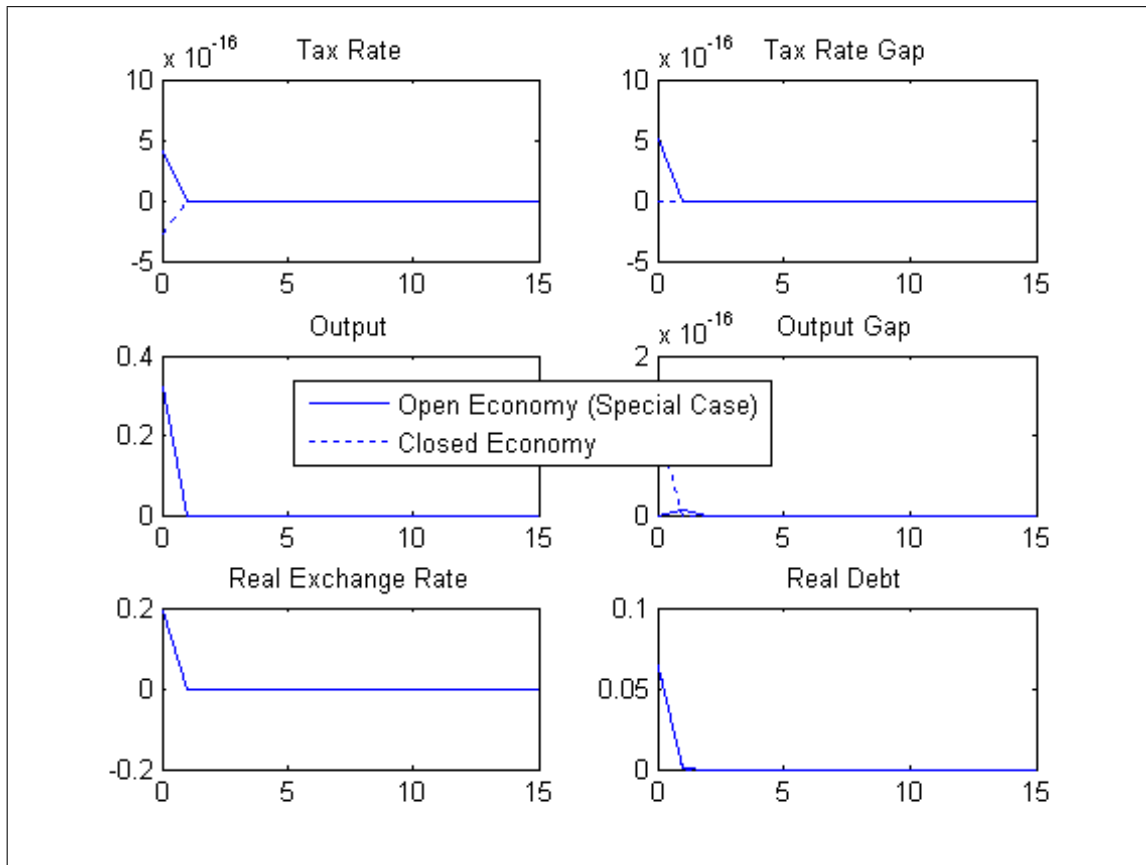 x 10^-16
Tax Rate
10
5
0
-5
0 5 10 15
x 10^-16
Tax Rate Gap
10
5
0
-5
0 5 10 15
Output
0.4
0.2
0
0 5 10 15
x 10^-16
Output Gap
2
0
0 5 10 15
Open Economy (Special Case)
Closed Economy
Real Exchange Rate
0.2
0
-0.2
0 5 10 15
Real Debt
0.1
0.05
0
0 5 10 15